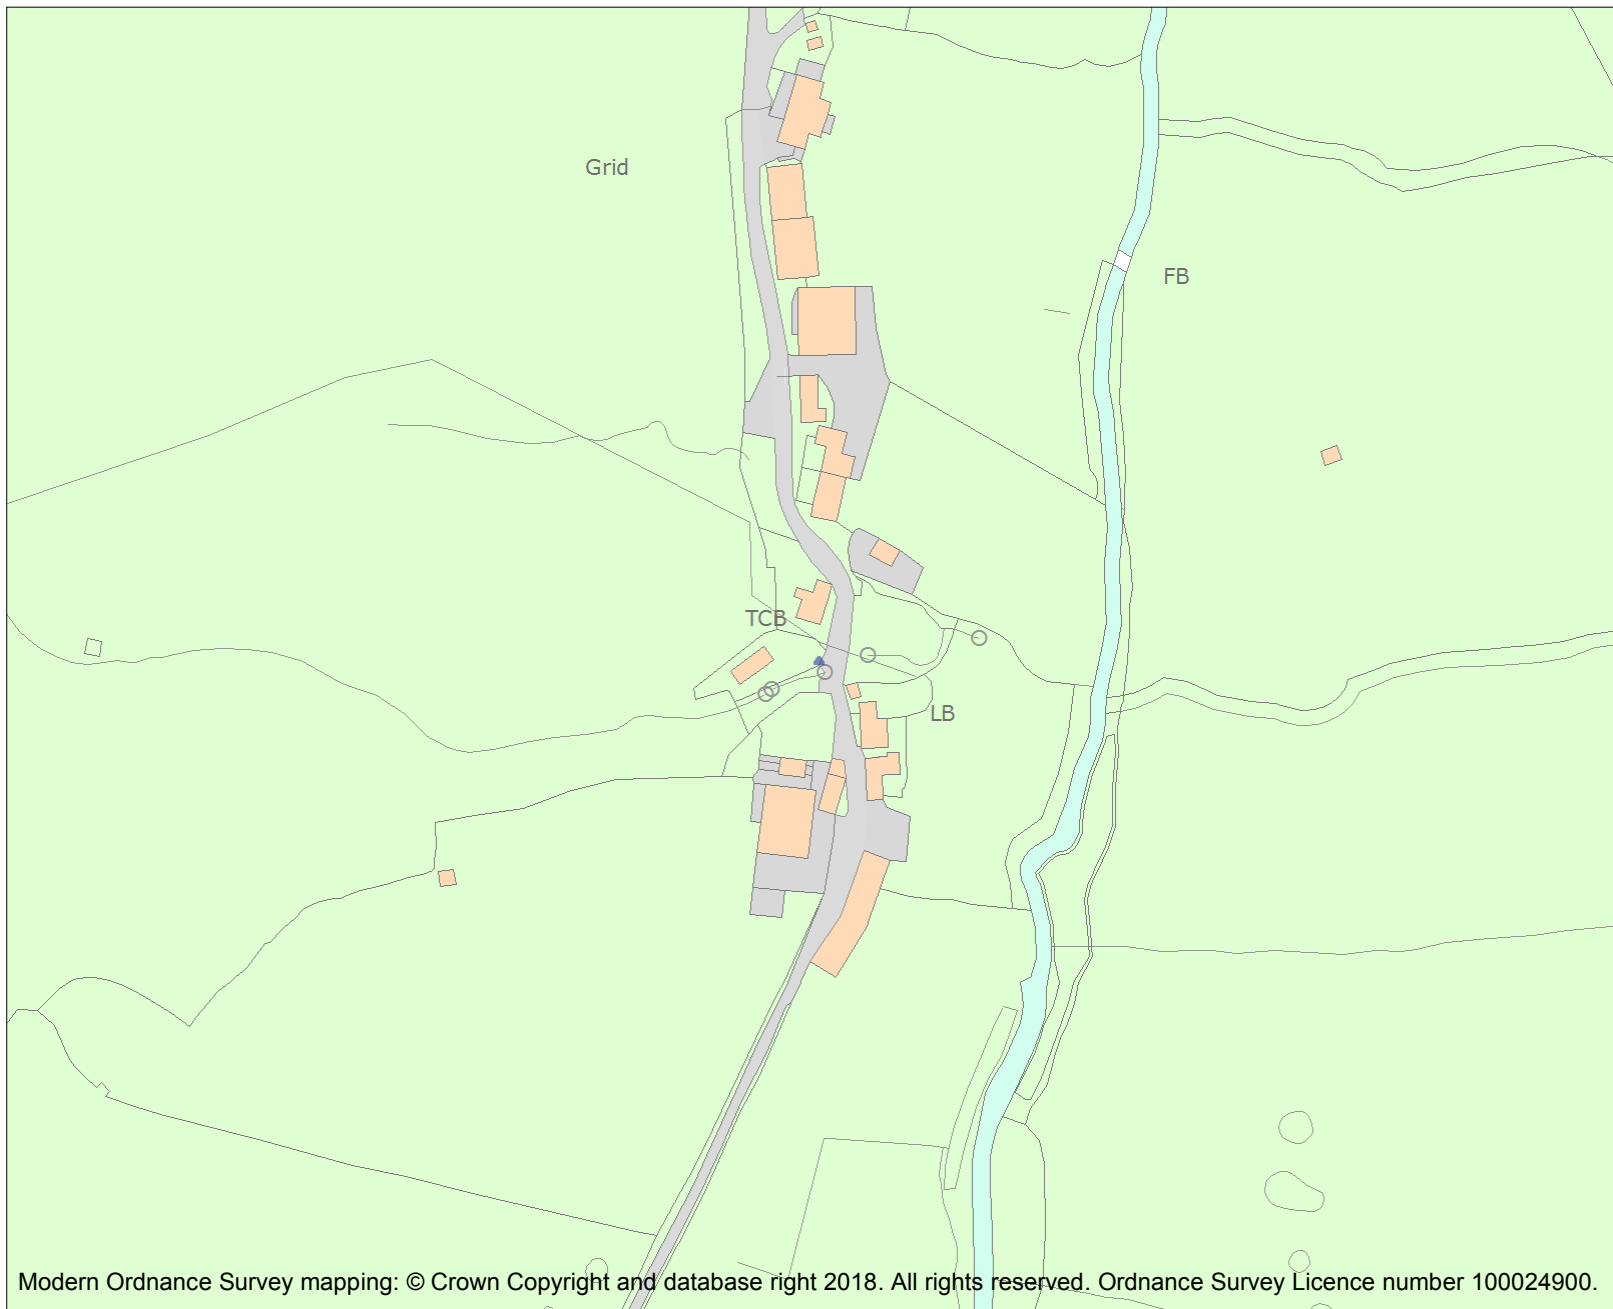 Grid
FB
TCB
LB
Modern Ordnance Survey mapping: © Crown Copyright and database right 2018. All rights reserved. Ordnance Survey Licence number 100024900.